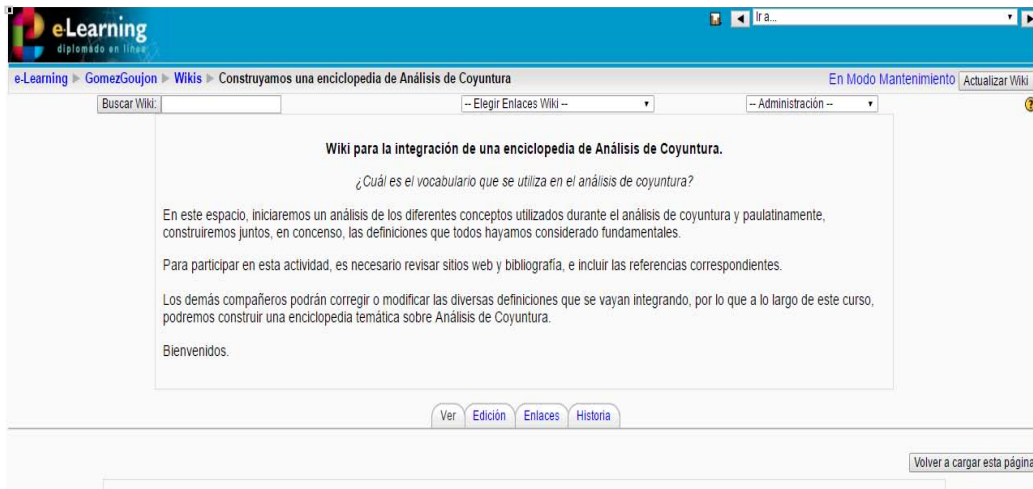 Ir a...
e-Learning
diplomado en línea
e-Learning ► GomezGoujon ► Wikis ► Construyamos una enciclopedia de Análisis de Coyuntura
En Modo Mantenimiento Actualizar Wiki
Buscar Wiki: -- Elegir Enlaces Wiki -- -- Administración --
Wiki para la integración de una enciclopedia de Análisis de Coyuntura.
¿Cuál es el vocabulario que se utiliza en el análisis de coyuntura?
En este espacio, iniciaremos un análisis de los diferentes conceptos utilizados durante el análisis de coyuntura y paulatinamente,
construiremos juntos, en concenso, las definiciones que todos hayamos considerado fundamentales.
Para participar en esta actividad, es necesario revisar sitios web y bibliografía, e incluir las referencias correspondientes.
Los demás compañeros podrán corregir o modificar las diversas definiciones que se vayan integrando, por lo que a lo largo de este curso,
podremos construir una enciclopedia temática sobre Análisis de Coyuntura.
Bienvenidos.
Ver Edición Enlaces Historia
Volver a cargar esta página